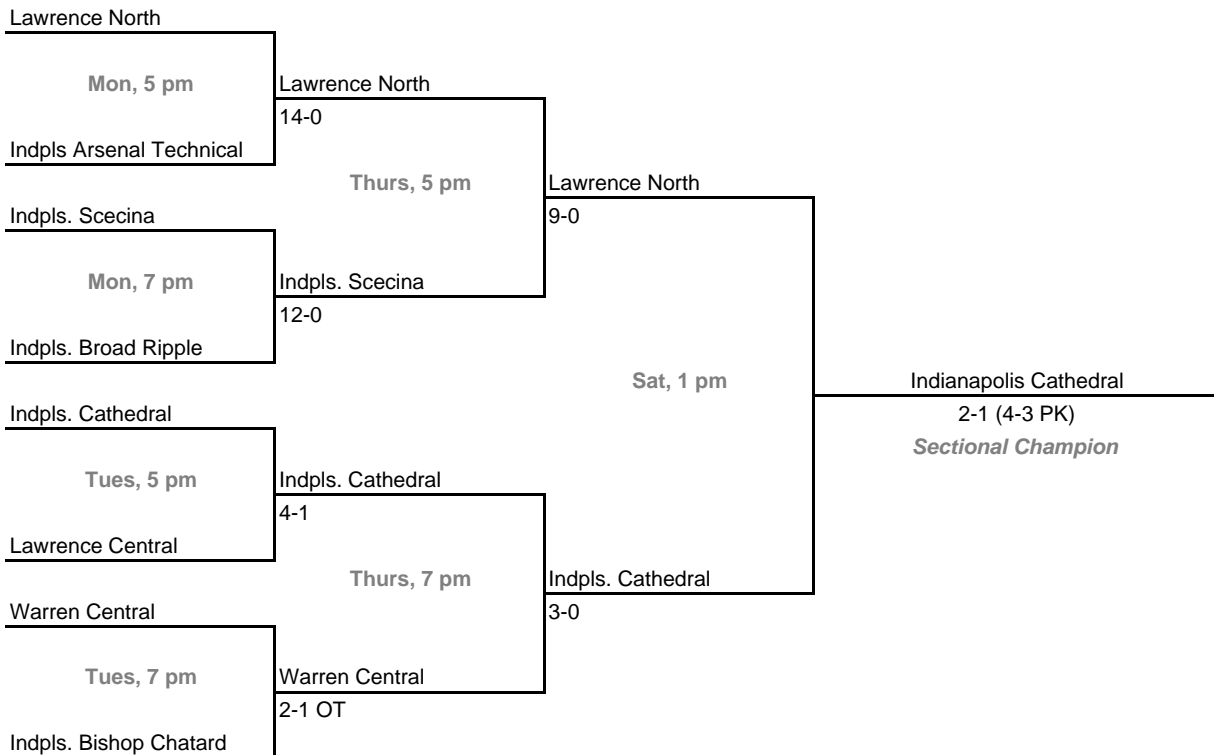 Lawrence North
Mon, 5 pm
Lawrence North
14-0
Indpls Arsenal Technical
Thurs, 5 pm
Lawrence North
Indpls. Scecina
9-0
Mon, 7 pm
Indpls. Scecina
12-0
Indpls. Broad Ripple
Sat, 1 pm
Indianapolis Cathedral
Indpls. Cathedral
2-1 (4-3 PK)
Sectional Champion
Tues, 5 pm
Indpls. Cathedral
4-1
Lawrence Central
Thurs, 7 pm
Indpls. Cathedral
Warren Central
3-0
Tues, 7 pm
Warren Central
2-1 OT
Indpls. Bishop Chatard